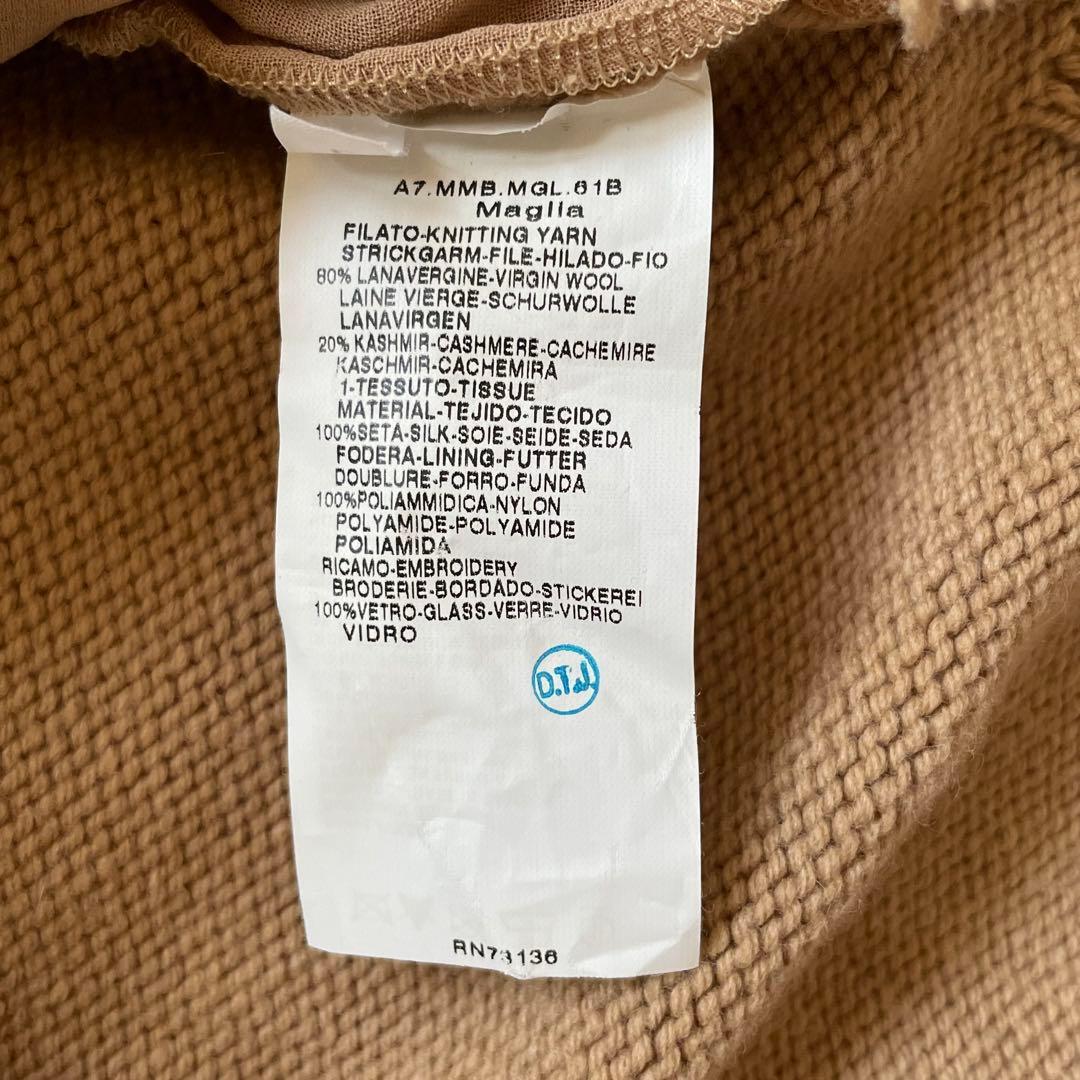 A7.MMB.MGL.61B
Maglia
FILATO-KNITTING YARN
STRICKGARM-FILE-HILADO-FIO
80% LANAVERGINE-VIRGIN WOOL
LAINE VIERGE-SCHURWOLLE
LANAVIRGEN
20% KASHMIR-CASHMERE-CACHEMIRE
KASCHMIR-CACHEMIRA
1-TESSUTO-TISSUE
MATERIAL-TEJIDO-TECIDO
100%SETA-SILK-SOIE-SEIDE-SEDA
FODERA-LINING-FUTTER
DOUBLURE-FORRO-FUNDA
100%POLIAMMIDICA-NYLON
POLYAMIDE-POLYAMIDE
POLIAMIDA
RICAMO-EMBROIDERY
BRODERIE-BORDADO-STICKEREI
100%VETRO-GLASS-VERRE-VIDRIO
VIDRO
D.T.J.
RN73136